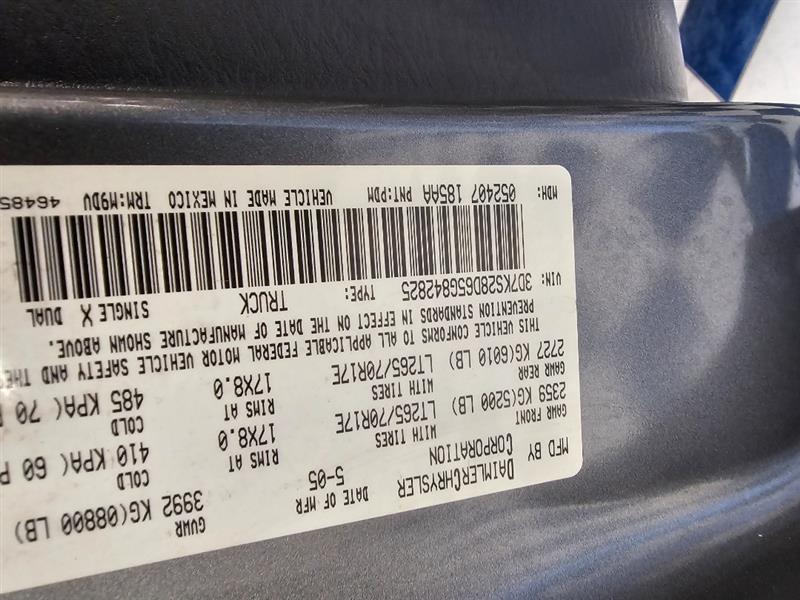 MFD BY DAIMLERCHRYSLER CORPORATION
DATE OF MFR 5-05
GVWR 3992 KG(08800 LB)
GAWR FRONT WITH TIRES RIMS AT COLD
2359 KG(5200 LB) LT265/70R17E 17X8.0 410 KPA( 60 P
GAWR REAR WITH TIRES RIMS AT COLD
2727 KG(6010 LB) LT265/70R17E 17X8.0 485 KPA( 70
THIS VEHICLE CONFORMS TO ALL APPLICABLE FEDERAL MOTOR VEHICLE SAFETY AND THE
PREVENTION STANDARDS IN EFFECT ON THE DATE OF MANUFACTURE SHOWN ABOVE.
VIN: 3D7KS28D65G842825 TYPE: TRUCK SINGLE X DUAL
MDH: 052407 185AA PNT:PDM VEHICLE MADE IN MEXICO TRM:M9DV 46485